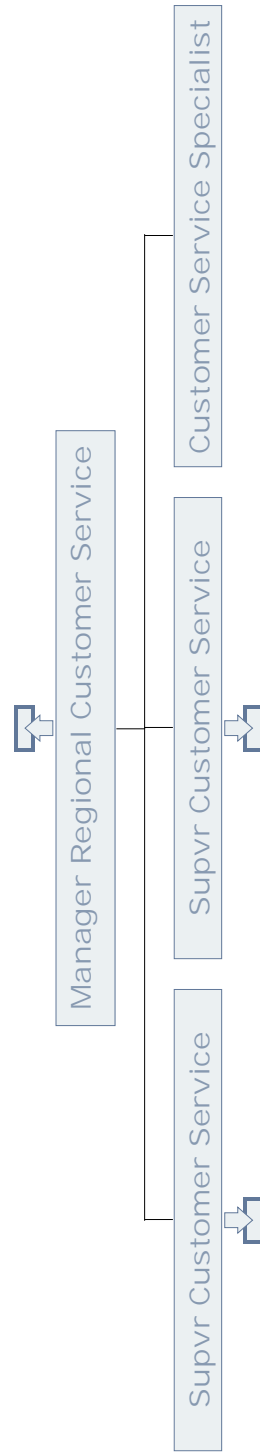 Manager Regional Customer Service
Supvr Customer Service
Supvr Customer Service
Customer Service Specialist